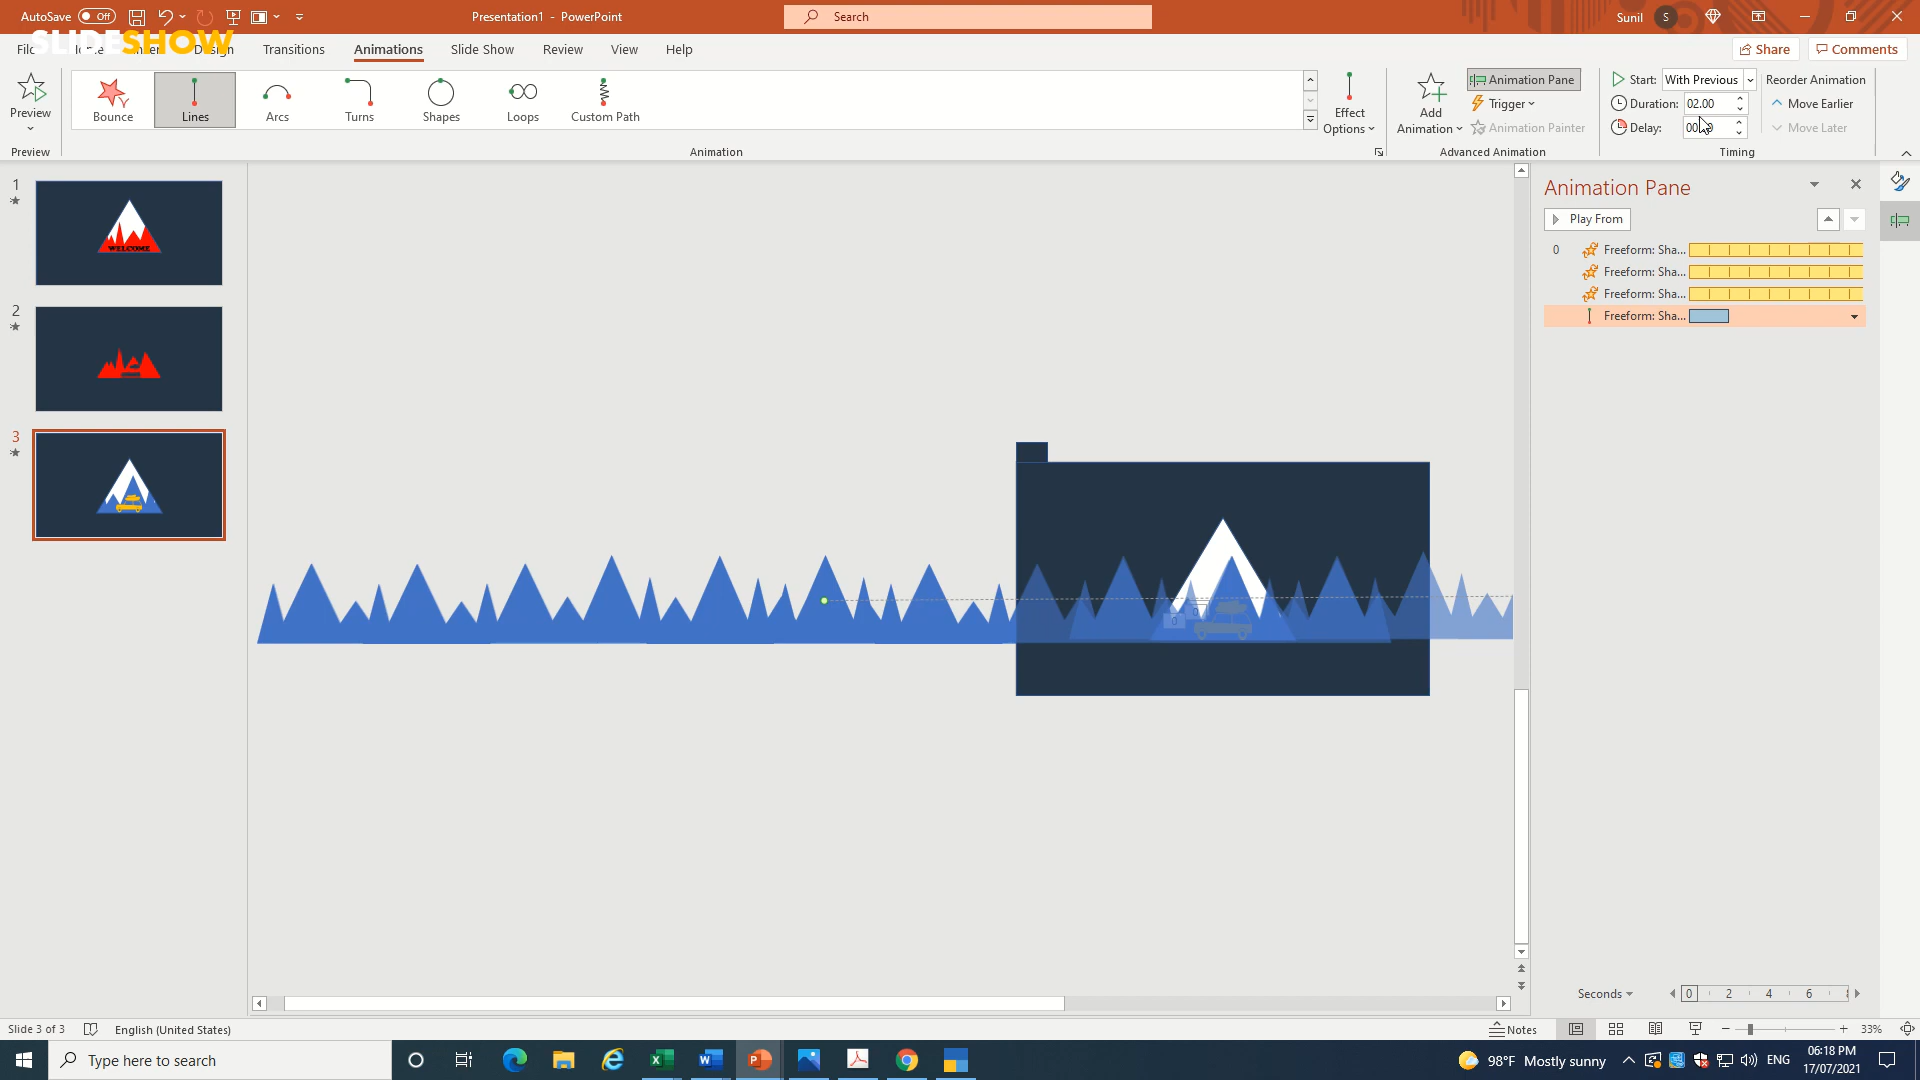 AutoSave Off
Presentation1 - PowerPoint
Search
Sunil S
SLIDESHOW
Transitions Animations Slide Show Review View Help
Share Comments
Preview
Bounce Lines Arcs Turns Shapes Loops Custom Path
Effect Options
Add Animation
Animation Pane
Trigger
Animation Painter
Start: With Previous
Duration: 02.00
Delay:
Reorder Animation
Move Earlier
Move Later
Preview Animation Advanced Animation Timing
1
WELCOME
2
3
0
0
Animation Pane
Play From
0 Freeform: Sha...
Freeform: Sha...
Freeform: Sha...
Freeform: Sha...
Seconds 0 2 4 6
Slide 3 of 3 English (United States) Notes 33%
Type here to search
98°F Mostly sunny ENG 06:18 PM
17/07/2021